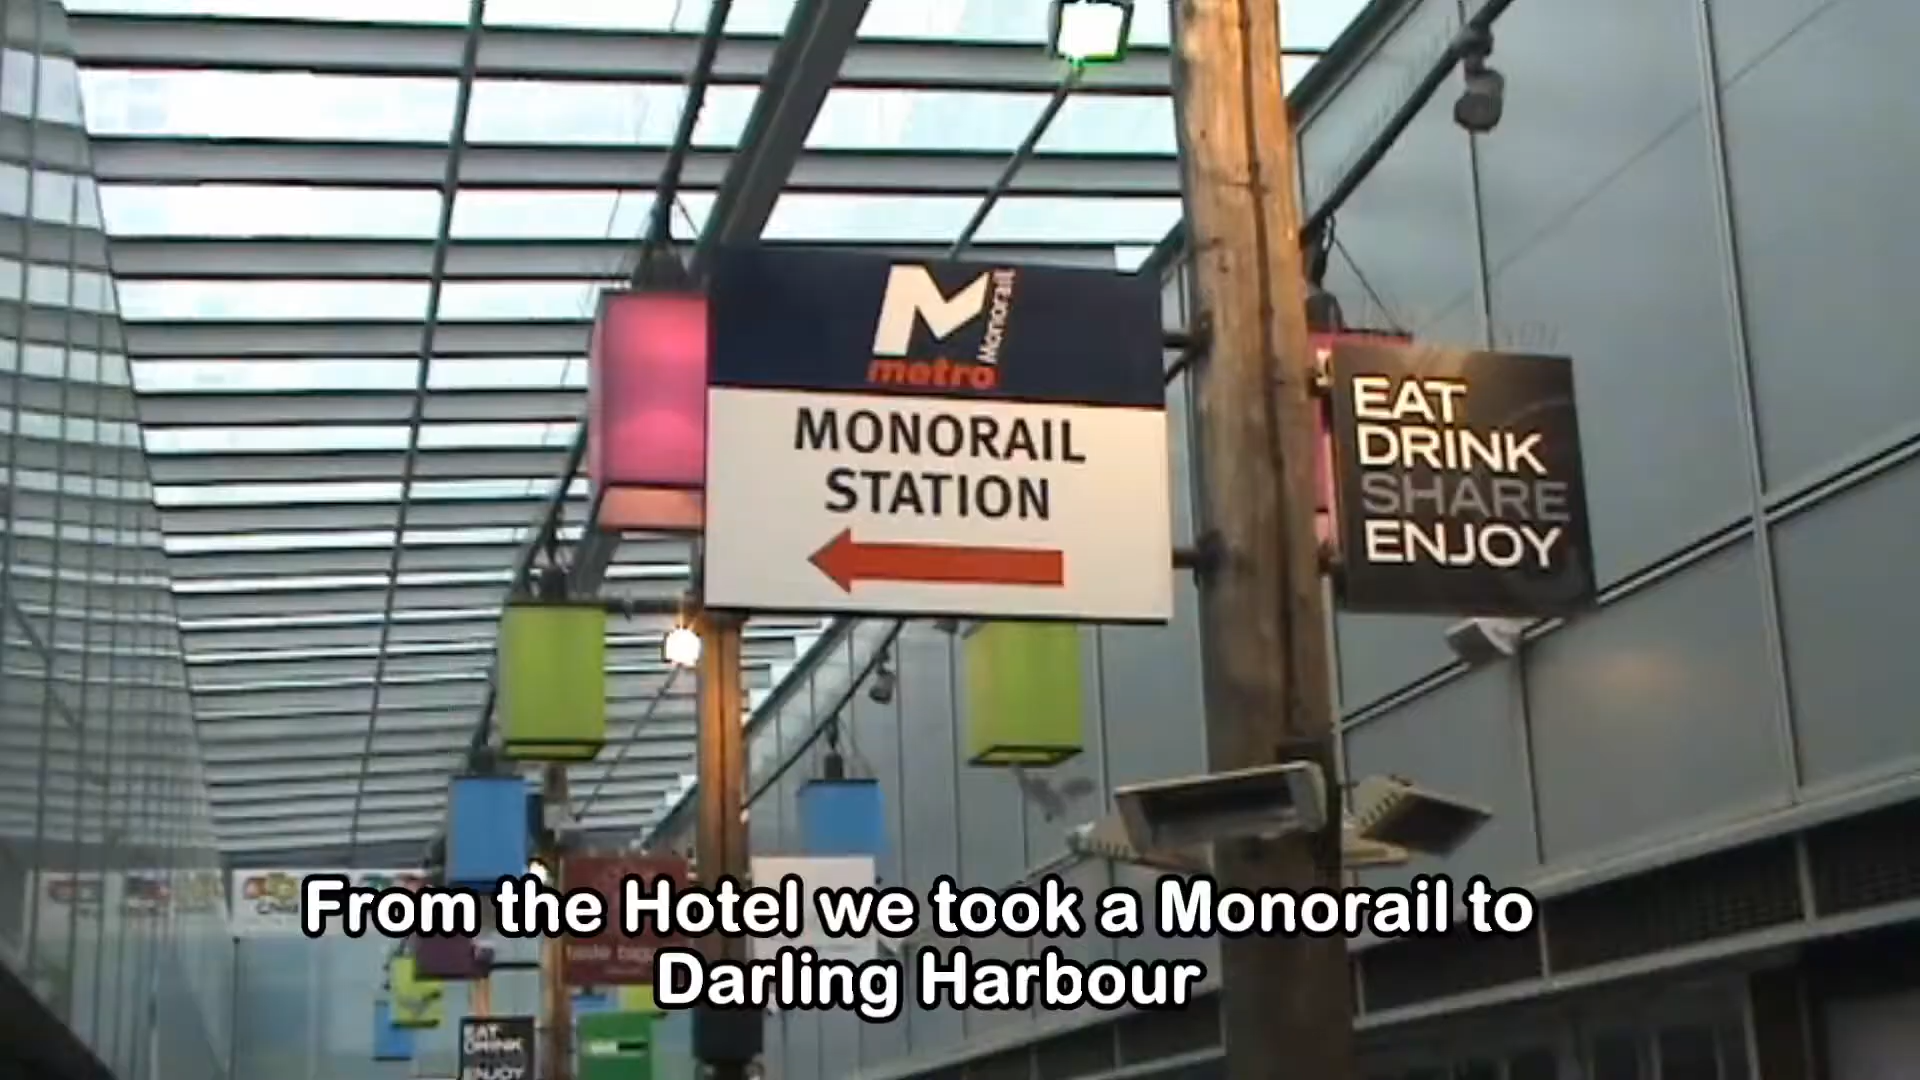 Monorail
metro
MONORAIL
STATION
EAT
DRINK
SHARE
ENJOY
From the Hotel we took a Monorail to
Darling Harbour
EAT
DRINK
ENJOY